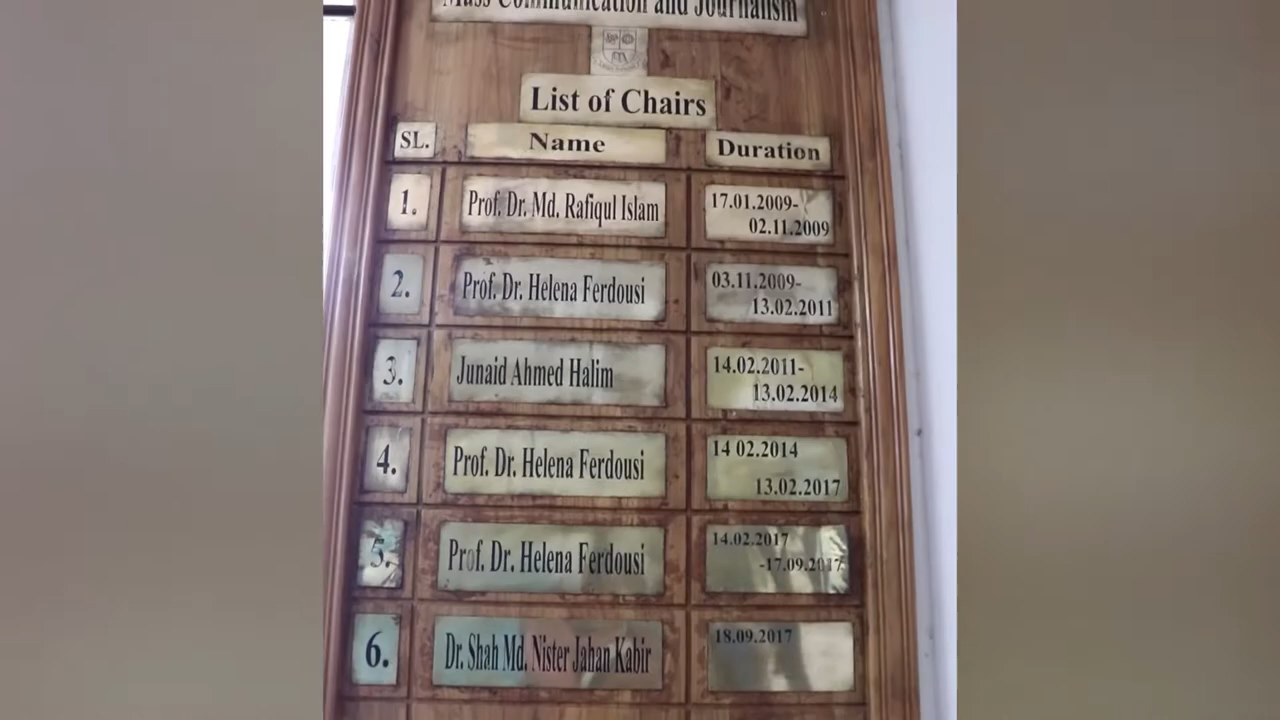 Mass Communication and Journalism
List of Chairs
SL. Name Duration
1. Prof. Dr. Md. Rafiqul Islam 17.01.2009-
02.11.2009
2. Prof. Dr. Helena Ferdousi 03.11.2009-
13.02.2011
3. Junaid Ahmed Halim 14.02.2011-
13.02.2014
4. Prof. Dr. Helena Ferdousi 14 02.2014
13.02.2017
5. Prof. Dr. Helena Ferdousi 14.02.2017
-17.09.2017
6. Dr. Shah Md. Nister Jahan Kabir 18.09.2017